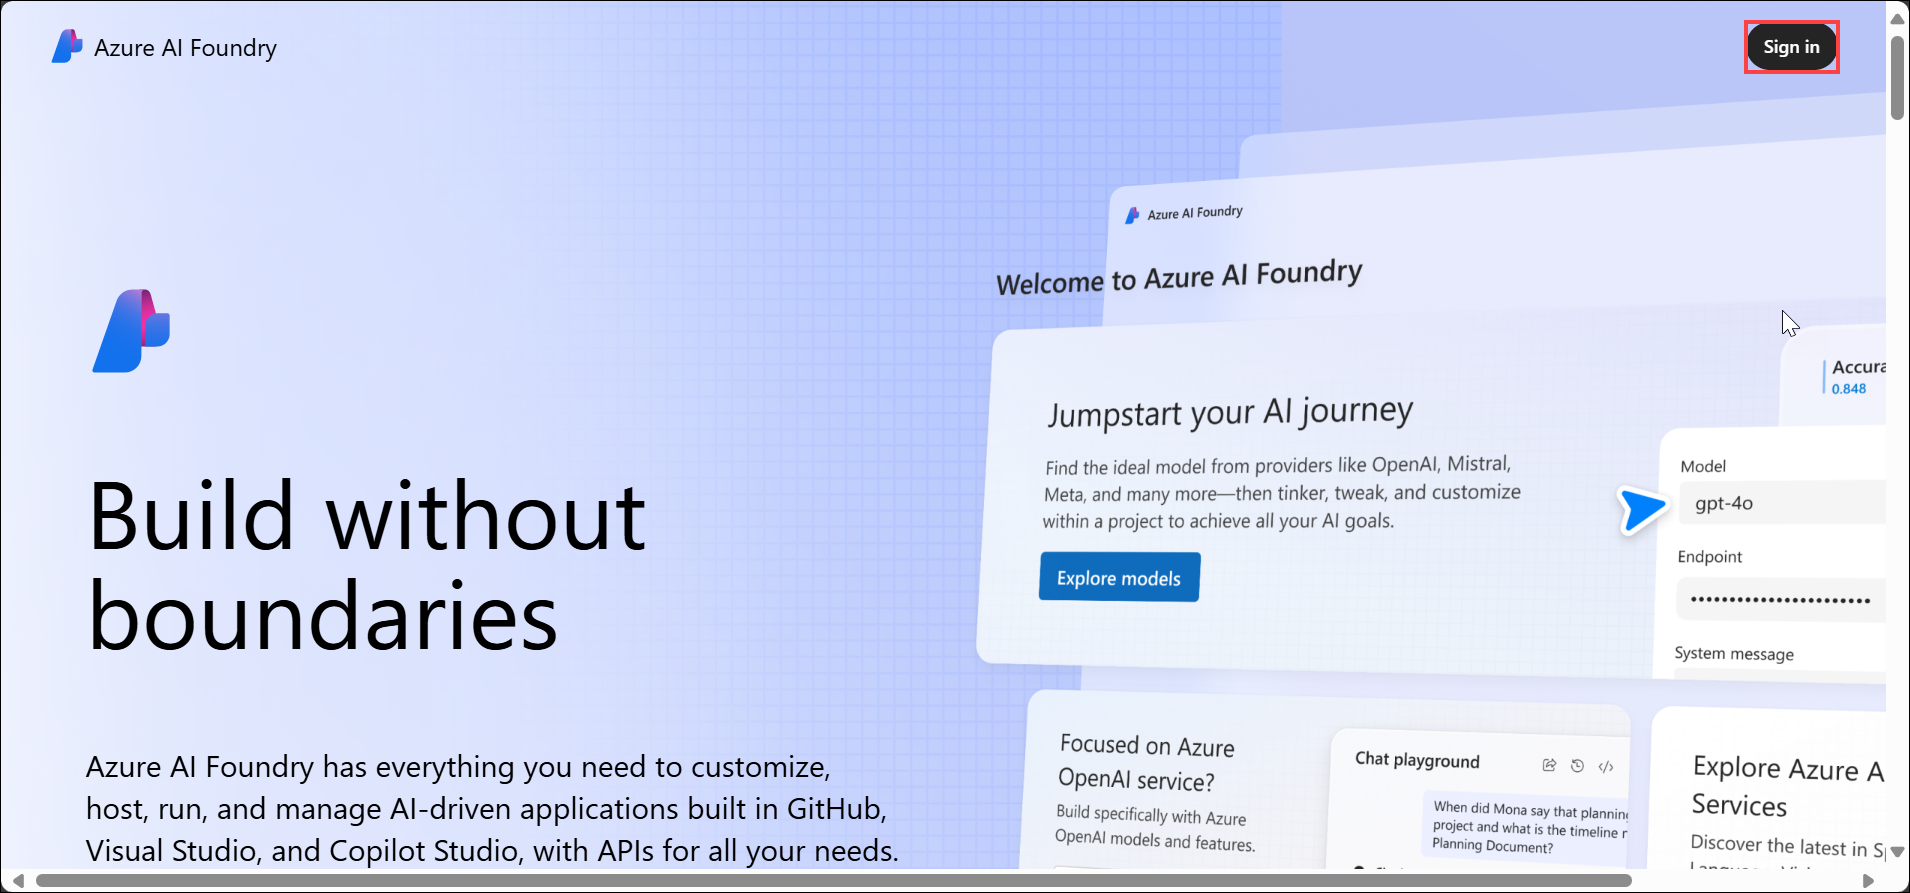 Azure AI Foundry
Sign in
Build without
boundaries
Azure AI Foundry has everything you need to customize,
host, run, and manage AI-driven applications built in GitHub,
Visual Studio, and Copilot Studio, with APIs for all your needs.
Azure AI Foundry
Welcome to Azure AI Foundry
Jumpstart your AI journey
Find the ideal model from providers like OpenAI, Mistral,
Meta, and many more—then tinker, tweak, and customize
within a project to achieve all your AI goals.
Explore models
Accura
0.848
Model
gpt-4o
Endpoint
••••••••••••••••••••••••
System message
Focused on Azure
OpenAI service?
Build specifically with Azure
OpenAI models and features.
Chat playground
When did Mona say that planning
project and what is the timeline
Planning Document?
Explore Azure A
Services
Discover the latest in Sp